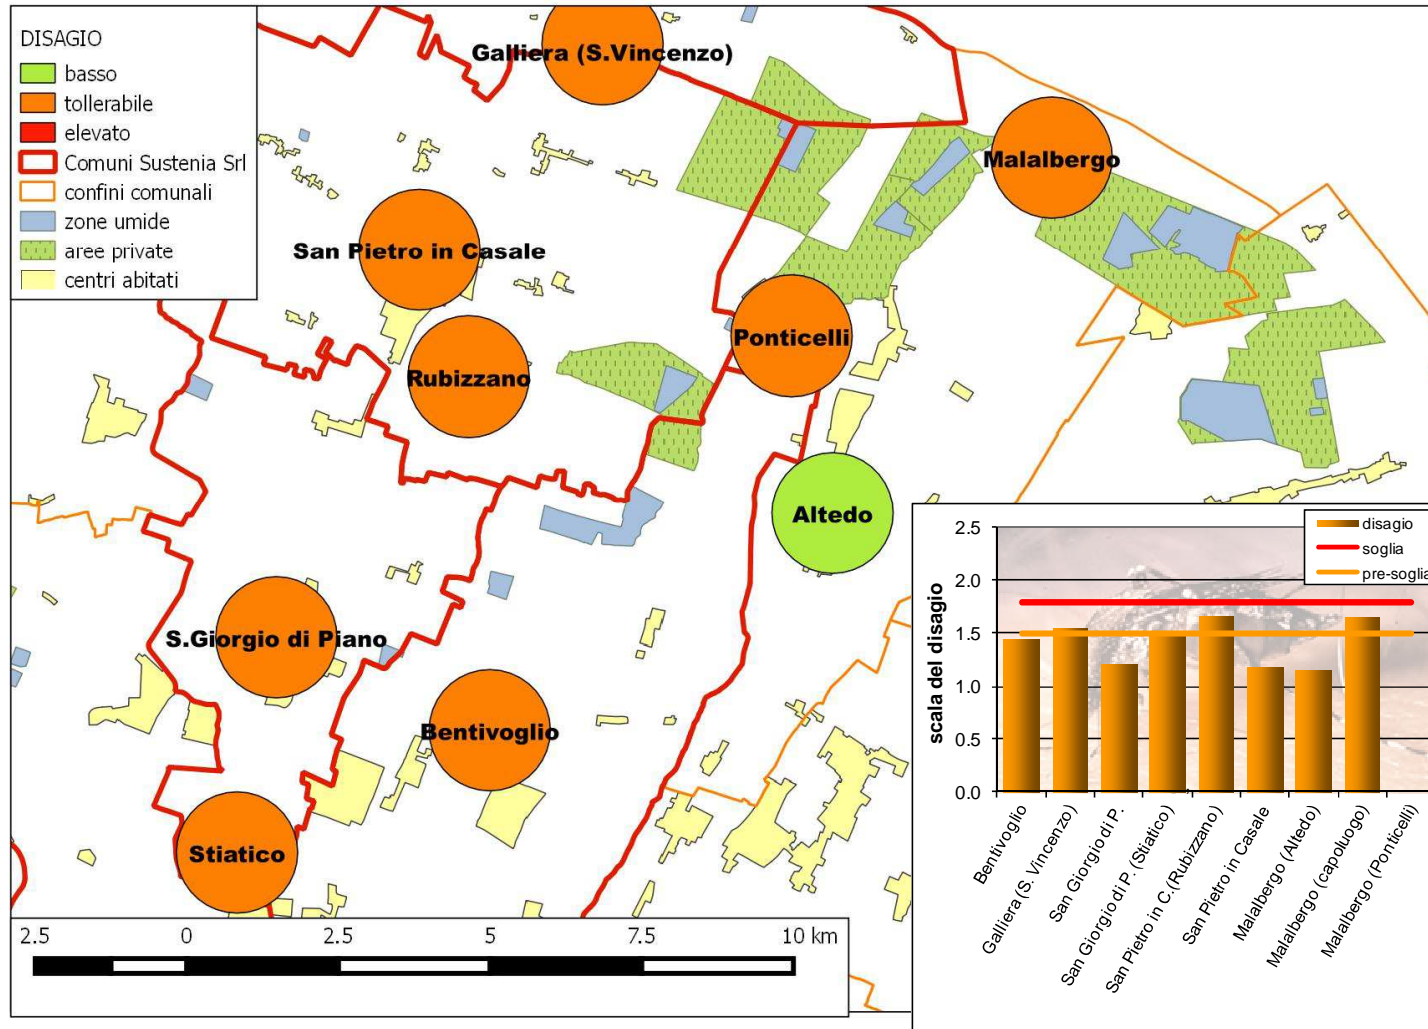 DISAGIO
basso
tollerabile
elevato
Comuni Sustenia Srl
confini comunali
zone umide
aree private
centri abitati
Galliera (S.Vincenzo)
Malalbergo
San Pietro in Casale
Ponticelli
Rubizzano
Altedo
S.Giorgio di Piano
Bentivoglio
Stiatico
2.5 0 2.5 5 7.5 10 km
disagio
soglia
pre-soglia
scala del disagio
2.5
2.0
1.5
1.0
0.5
0.0
Bentivoglio
Galliera (S. Vincenzo)
San Giorgio di P.
San Giorgio di P. (Stiatico)
San Pietro in C. (Rubizzano)
San Pietro in Casale
Malalbergo (Altedo)
Malalbergo (capoluogo)
Malalbergo (Ponticelli)